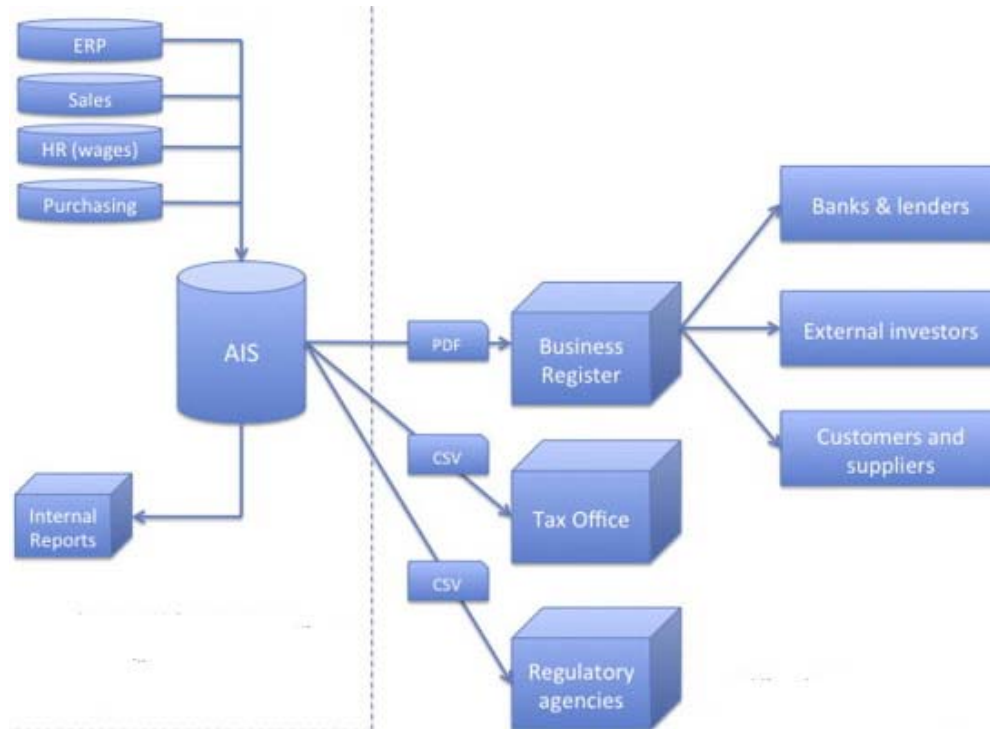 ERP
Sales
HR (wages)
Purchasing
AIS
Internal
Reports
PDF
CSV
CSV
Business
Register
Tax Office
Regulatory
agencies
Banks & lenders
External investors
Customers and
suppliers